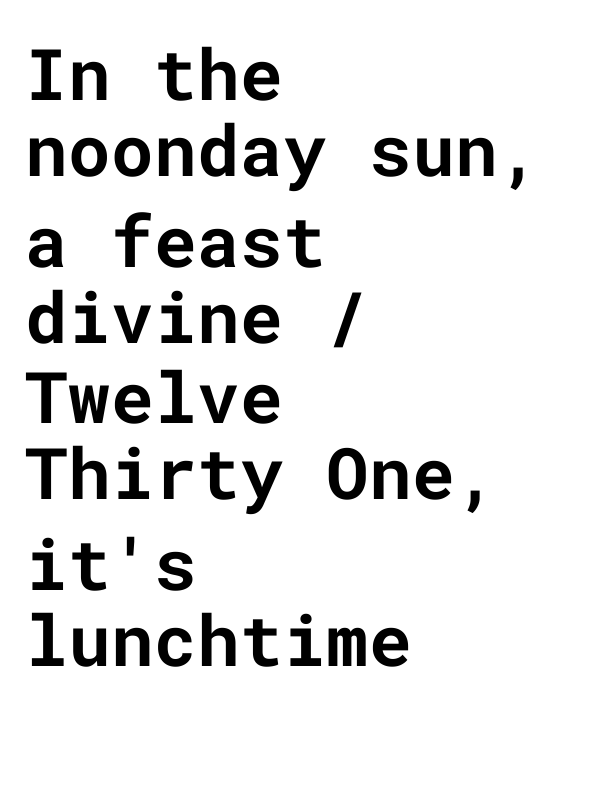 In the
noonday sun,
a feast
divine /
Twelve
Thirty One,
it's
lunchtime